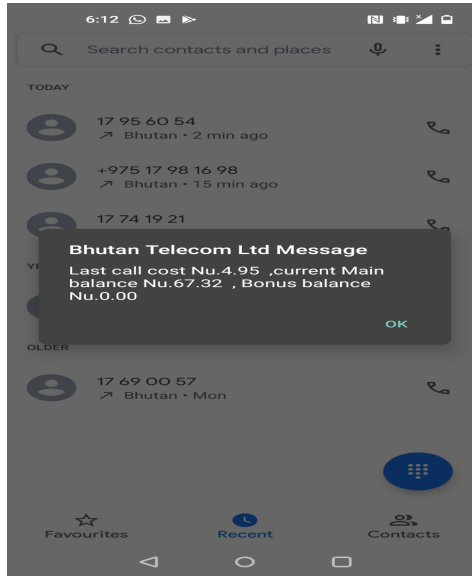 6:12
Search contacts and places
TODAY
17 95 60 54
Bhutan • 2 min ago
+975 17 98 16 98
Bhutan • 15 min ago
17 74 19 21
Bhutan Telecom Ltd Message
YE
Last call cost Nu.4.95 ,current Main
balance Nu.67.32 , Bonus balance
Nu.0.00
OK
OLDER
17 69 00 57
Bhutan • Mon
Favourites
Recent
Contacts